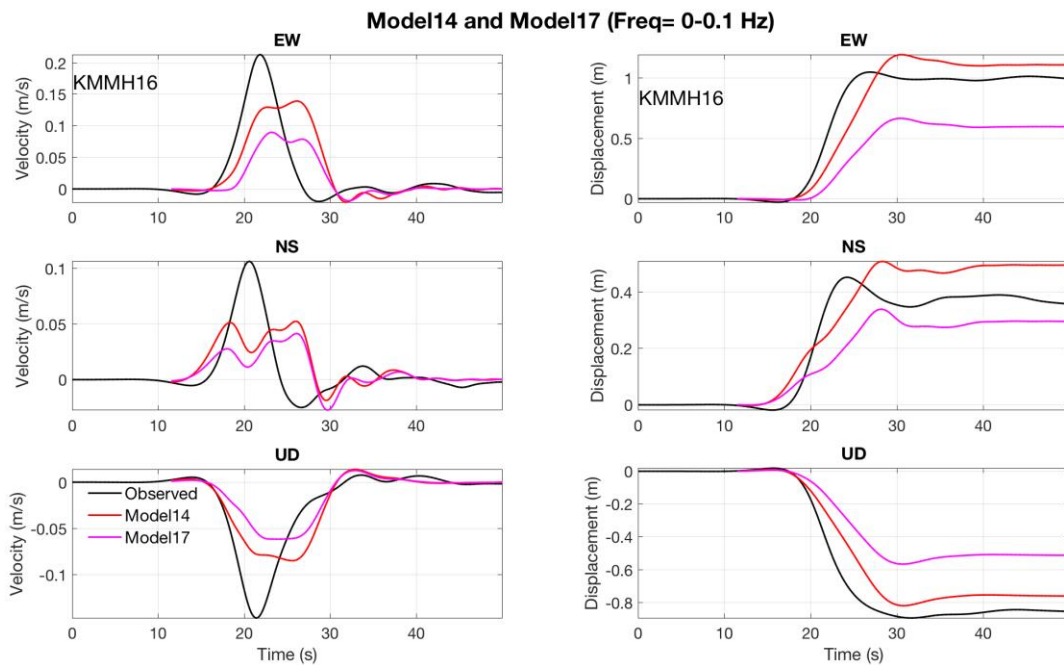 Model14 and Model17 (Freq= 0-0.1 Hz)
EW
KMMH16
Velocity (m/s)
0.2
0.15
0.1
0.05
0
0 10 20 30 40
EW
KMMH16
Displacement (m)
1
0.5
0
0 10 20 30 40
NS
Velocity (m/s)
0.1
0.05
0
0 10 20 30 40
NS
Displacement (m)
0.4
0.2
0
0 10 20 30 40
UD
Velocity (m/s)
0
-0.05
-0.1
Observed
Model14
Model17
0 10 20 30 40
Time (s)
UD
Displacement (m)
0
-0.2
-0.4
-0.6
-0.8
0 10 20 30 40
Time (s)